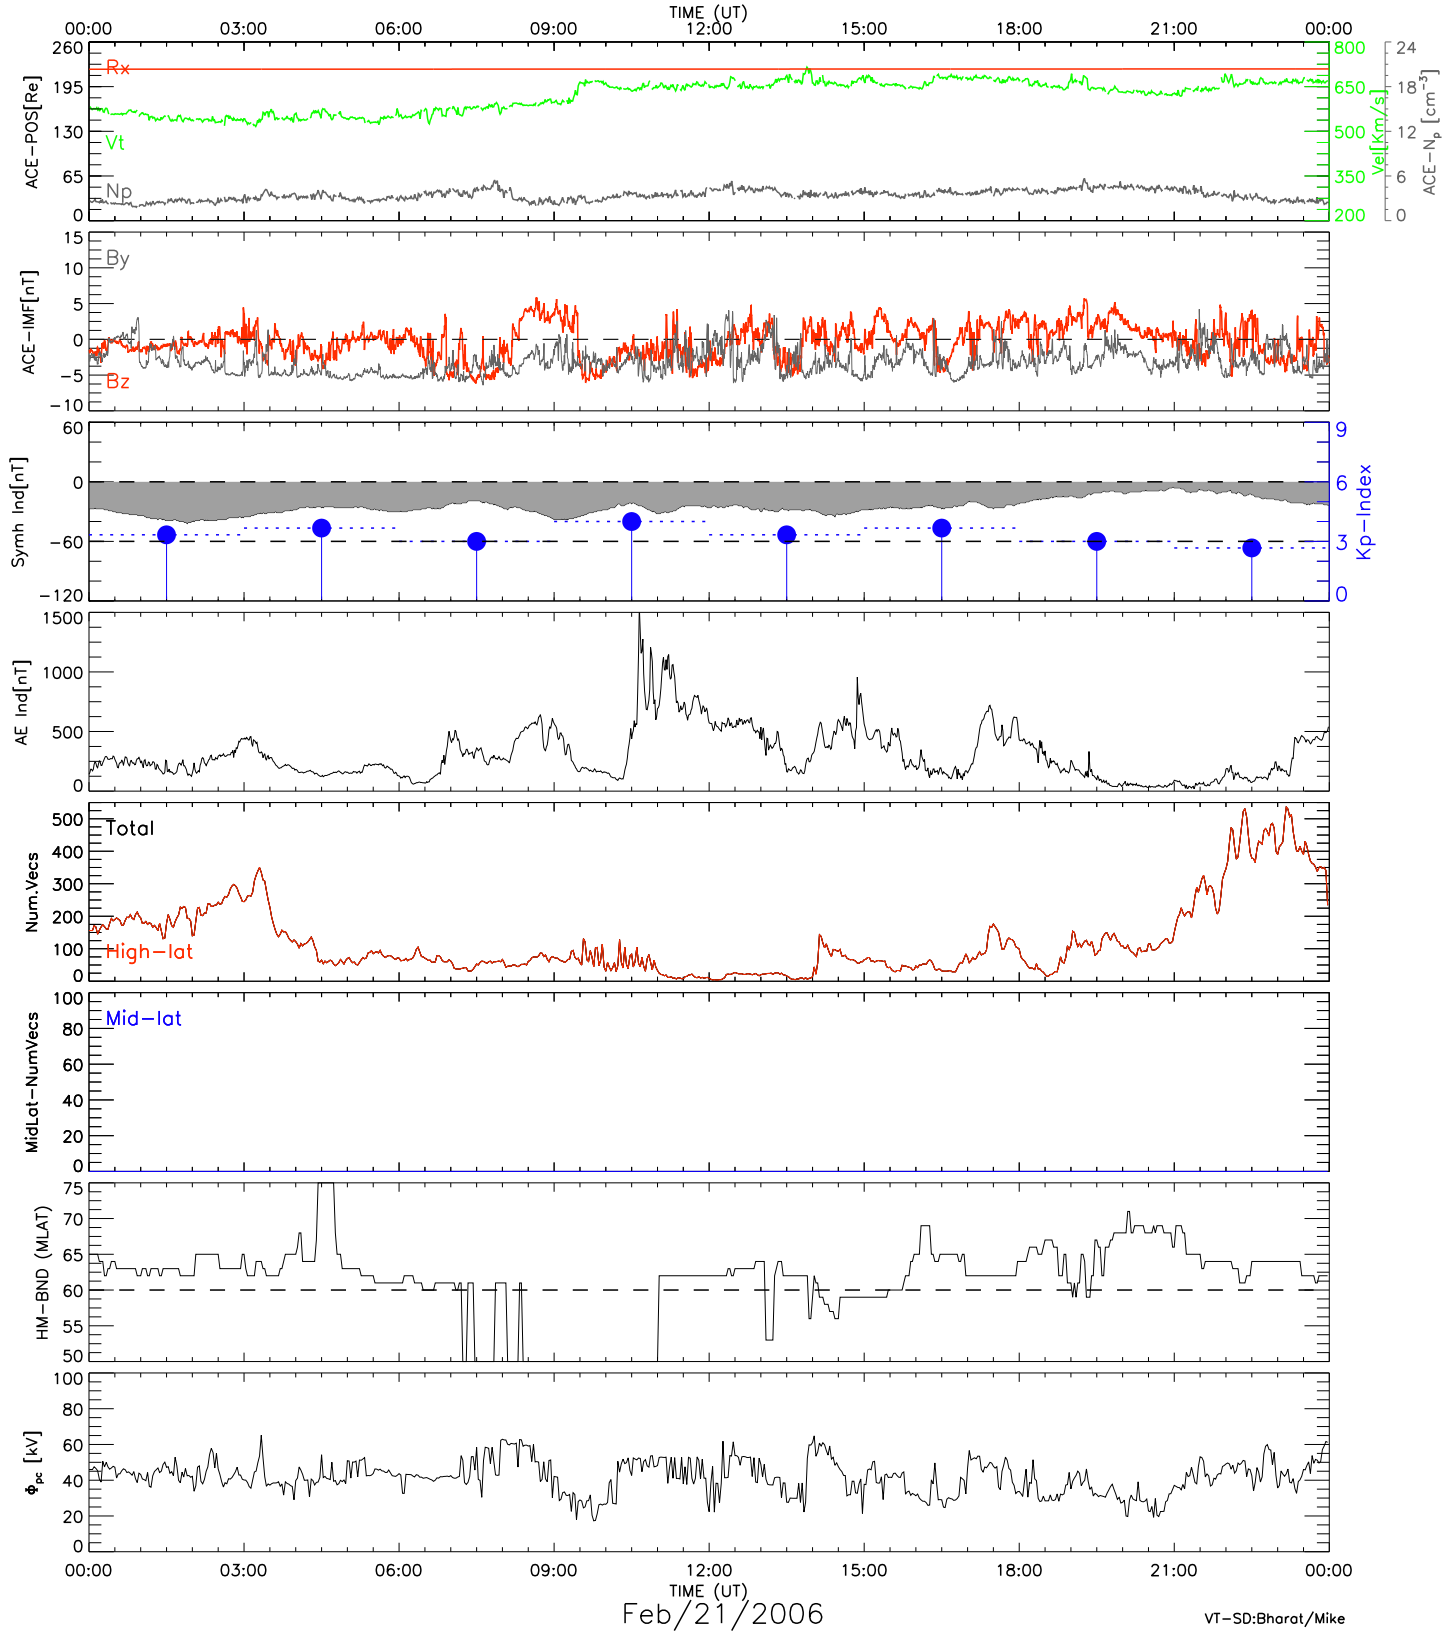 TIME (UT)
00:00 03:00 06:00 09:00 12:00 15:00 18:00 21:00 00:00
260 195 130 65 0
ACE-POS[Re]
Rx
Vt
Np
800 650 500 350 200
Vel[Km/s]
24 18 12 6 0
ACE-Np [cm-3]
15 10 5 0 -5 -10
ACE-IMF[nT]
By
Bz
60 0 -60 -120
Symh Ind[nT]
9 6 3 0
Kp-Index
1500 1000 500 0
AE Ind[nT]
500 400 300 200 100 0
Num.Vecs
Total
High-lat
100 80 60 40 20 0
MidLat-NumVecs
Mid-lat
75 70 65 60 55 50
HM-BND (MLAT)
100 80 60 40 20 0
Φpc [kV]
00:00 03:00 06:00 09:00 12:00 15:00 18:00 21:00 00:00
TIME (UT)
Feb/21/2006
VT-SD:Bharat/Mike